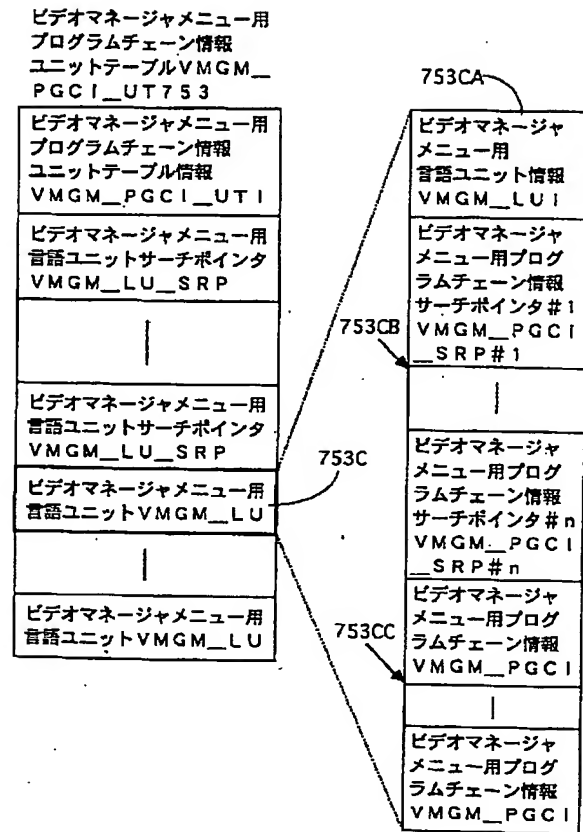 ビデオマネージャメニュー用
プログラムチェーン情報
ユニットテーブルVMGM__
PGCI__UT753
ビデオマネージャメニュー用
プログラムチェーン情報
ユニットテーブル情報
VMGM__PGCI__UTI
ビデオマネージャメニュー用
言語ユニットサーチポインタ
VMGM__LU__SRP
ビデオマネージャメニュー用
言語ユニットサーチポインタ
VMGM__LU__SRP
ビデオマネージャメニュー用
言語ユニットVMGM__LU
ビデオマネージャメニュー用
言語ユニットVMGM__LU
753C
753CA
ビデオマネージャ
メニュー用
言語ユニット情報
VMGM__LUI
ビデオマネージャ
メニュー用プログ
ラムチェーン情報
サーチポインタ#1
VMGM__PGCI
__SRP#1
753CB
ビデオマネージャ
メニュー用プログ
ラムチェーン情報
サーチポインタ#n
VMGM__PGCI
__SRP#n
ビデオマネージャ
メニュー用プログ
ラムチェーン情報
VMGM__PGCI
753CC
ビデオマネージャ
メニュー用プログ
ラムチェーン情報
VMGM__PGCI